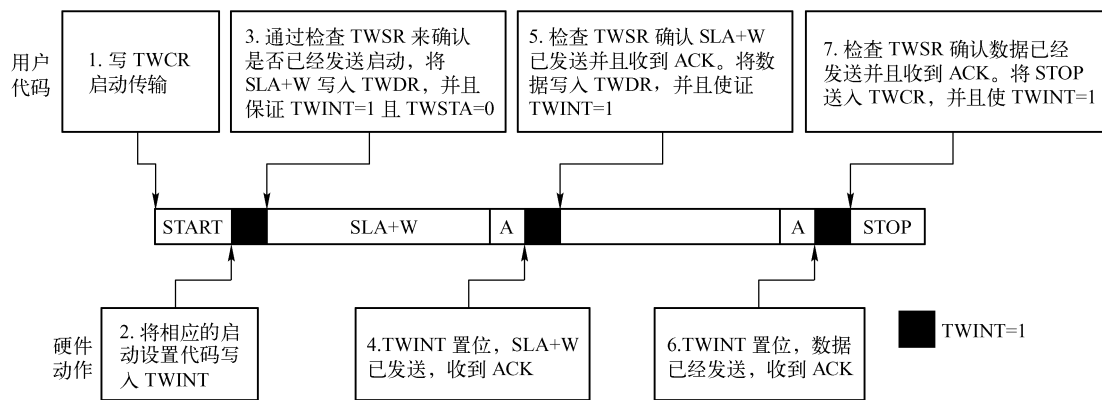 用户
代码
1. 写 TWCR
启动传输
3. 通过检查 TWSR 来确认
是否已经发送启动，将
SLA+W 写入 TWDR，并且
保证 TWINT=1 且 TWSTA=0
5. 检查 TWSR 确认 SLA+W
已发送并且收到 ACK。将数
据写入 TWDR，并且使证
TWINT=1
7. 检查 TWSR 确认数据已经
发送并且收到 ACK。将 STOP
送入 TWCR，并且使 TWINT=1
START
SLA+W
A
A
STOP
硬件
动作
2. 将相应的启
动设置代码写
入 TWINT
4.TWINT 置位，SLA+W
已发送，收到 ACK
6.TWINT 置位，数据
已经发送，收到 ACK
TWINT=1